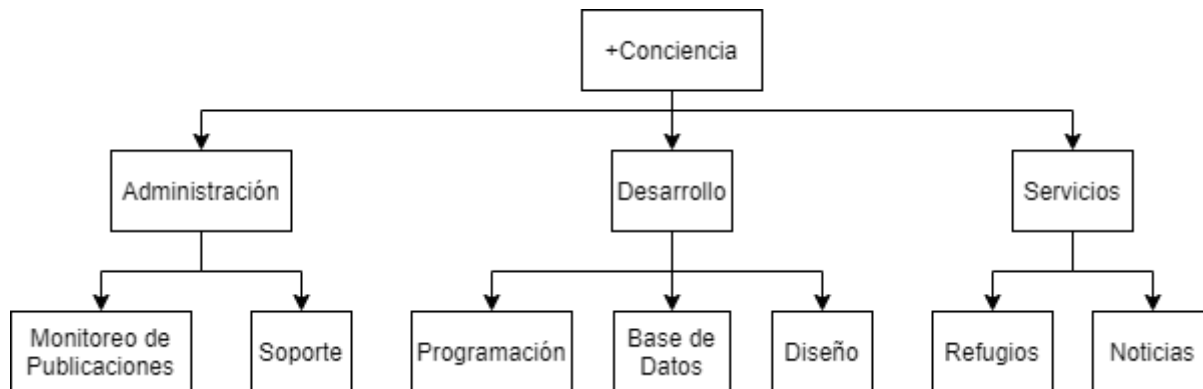 +Conciencia
Administración
Desarrollo
Servicios
Monitoreo de
Publicaciones
Soporte
Programación
Base de
Datos
Diseño
Refugios
Noticias